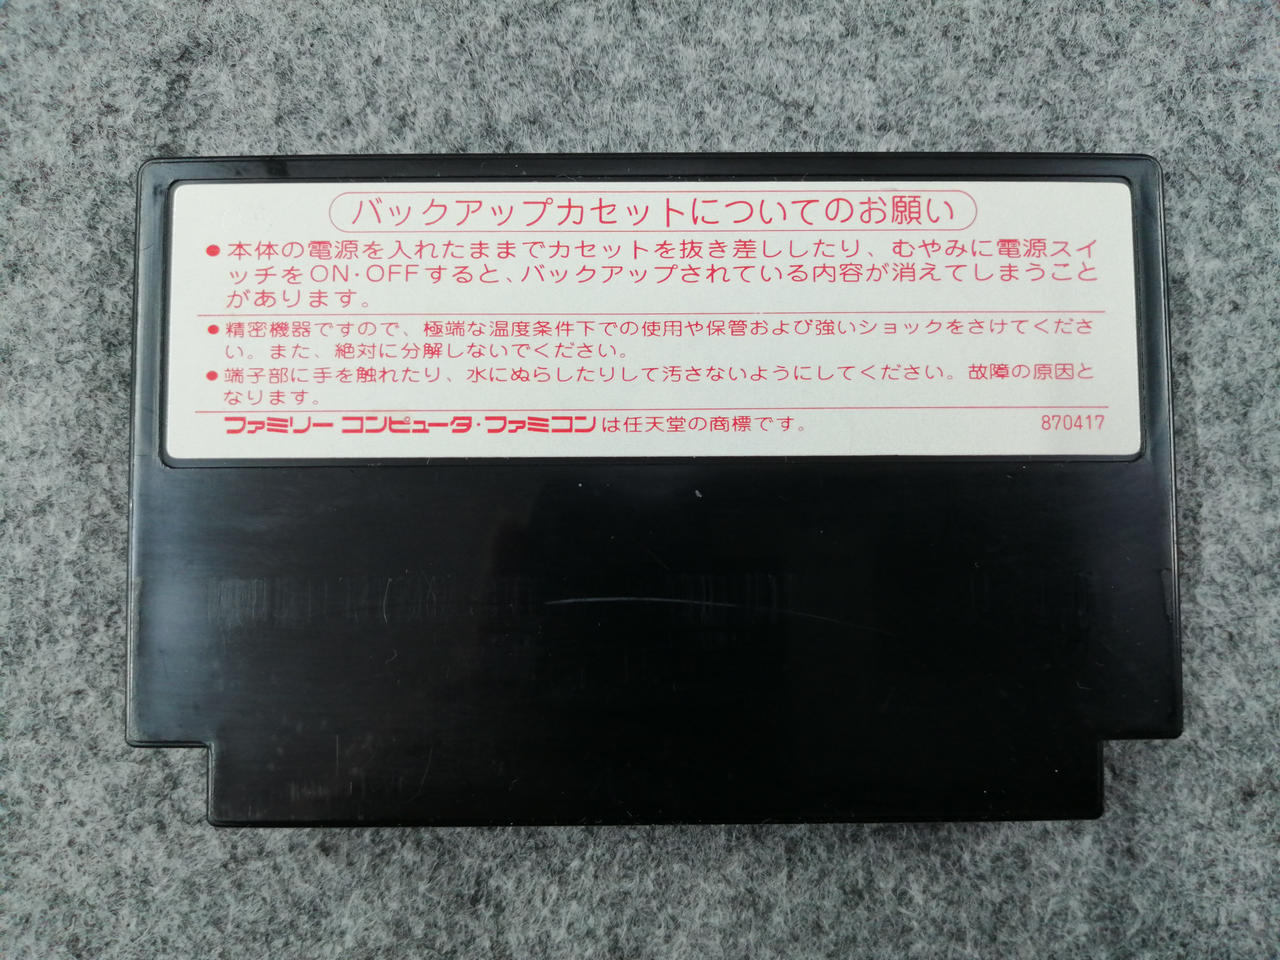 バックアップカセットについてのお願い
●本体の電源を入れたままでカセットを抜き差ししたり、むやみに電源スイ
ッチをON・OFFすると、バックアップされている内容が消えてしまうこと
があります。
●精密機器ですので、極端な温度条件下での使用や保管および強いショックをさけてくださ
い。また、絶対に分解しないでください。
●端子部に手を触れたり、水にぬらしたりして汚さないようにしてください。故障の原因と
なります。
ファミリー コンピュータ・ファミコンは任天堂の商標です。 870417